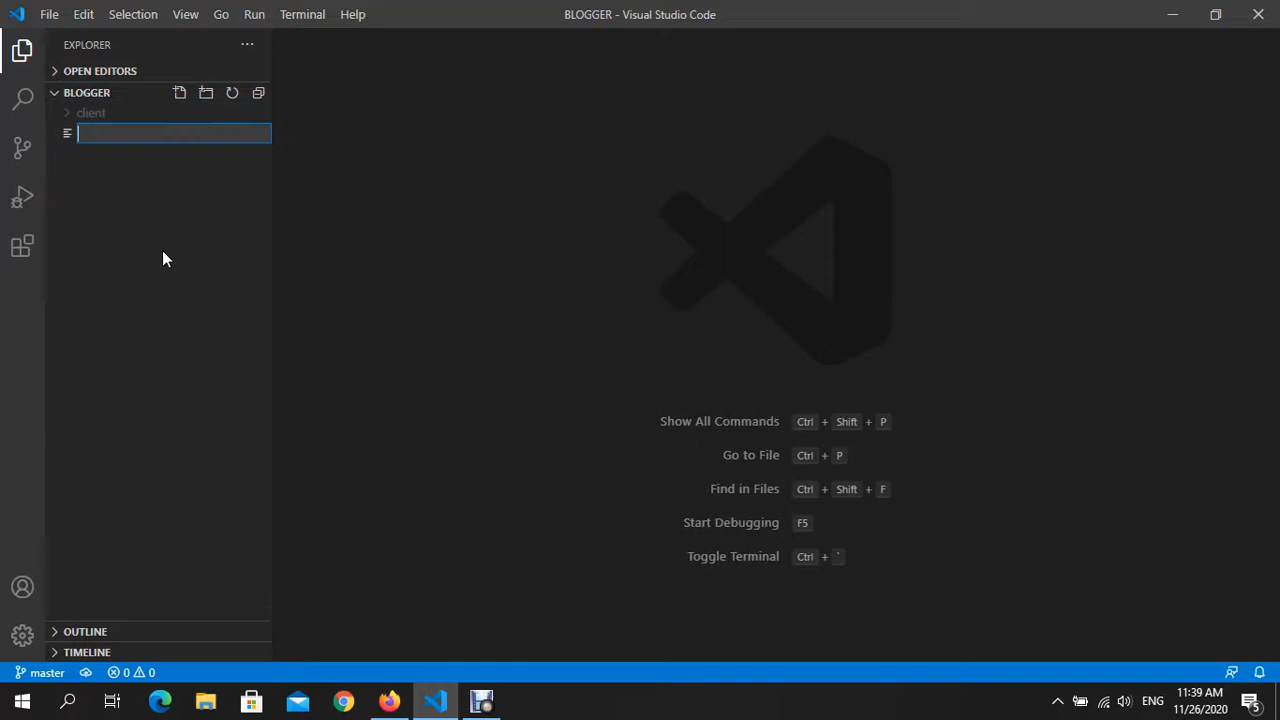 File Edit Selection View Go Run Terminal Help
BLOGGER - Visual Studio Code
EXPLORER
OPEN EDITORS
BLOGGER
client
Show All Commands Ctrl + Shift + P
Go to File Ctrl + P
Find in Files Ctrl + Shift + F
Start Debugging F5
Toggle Terminal Ctrl + `
OUTLINE
TIMELINE
master
0 0
ENG
11:39 AM
11/26/2020
5